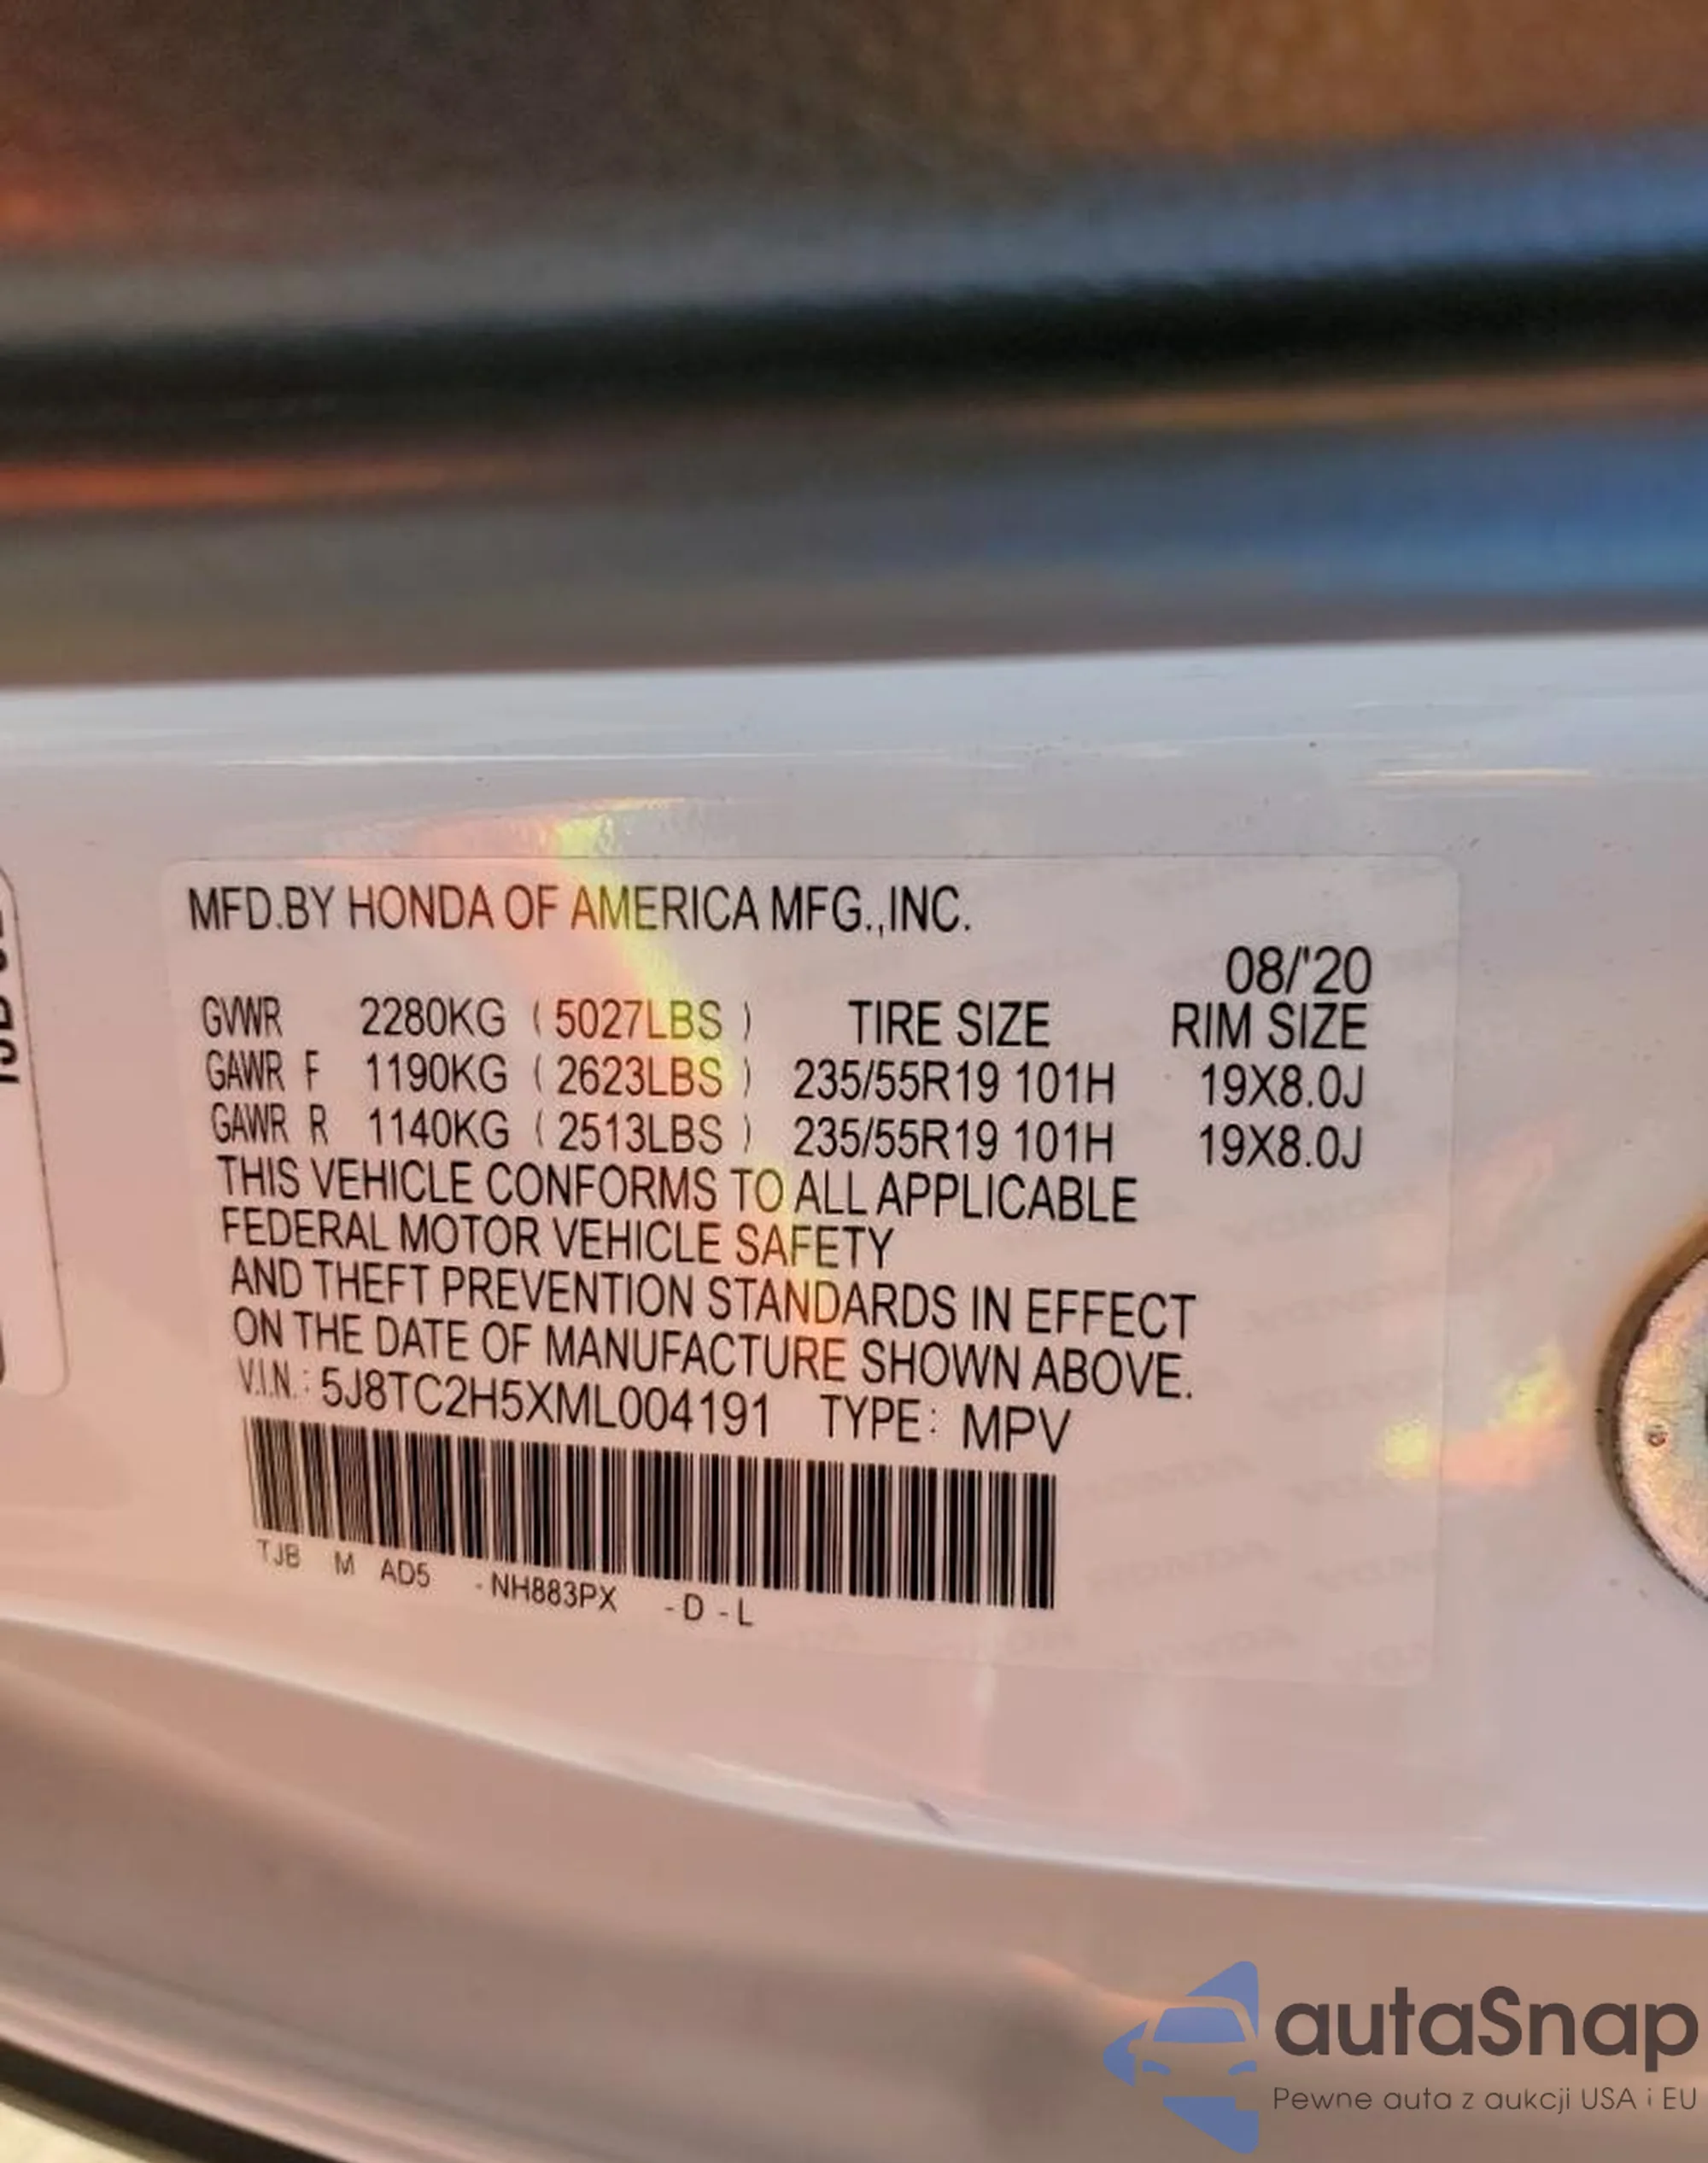 MFD.BY HONDA OF AMERICA MFG.,INC.
08/'20
GVWR 2280KG ( 5027LBS ) TIRE SIZE RIM SIZE
GAWR F 1190KG ( 2623LBS ) 235/55R19 101H 19X8.0J
GAWR R 1140KG ( 2513LBS ) 235/55R19 101H 19X8.0J
THIS VEHICLE CONFORMS TO ALL APPLICABLE
FEDERAL MOTOR VEHICLE SAFETY
AND THEFT PREVENTION STANDARDS IN EFFECT
ON THE DATE OF MANUFACTURE SHOWN ABOVE.
V.I.N.: 5J8TC2H5XML004191 TYPE: MPV
TJB M AD5 -NH883PX -D -L
autaSnap
Pewne auta z aukcji USA i EU